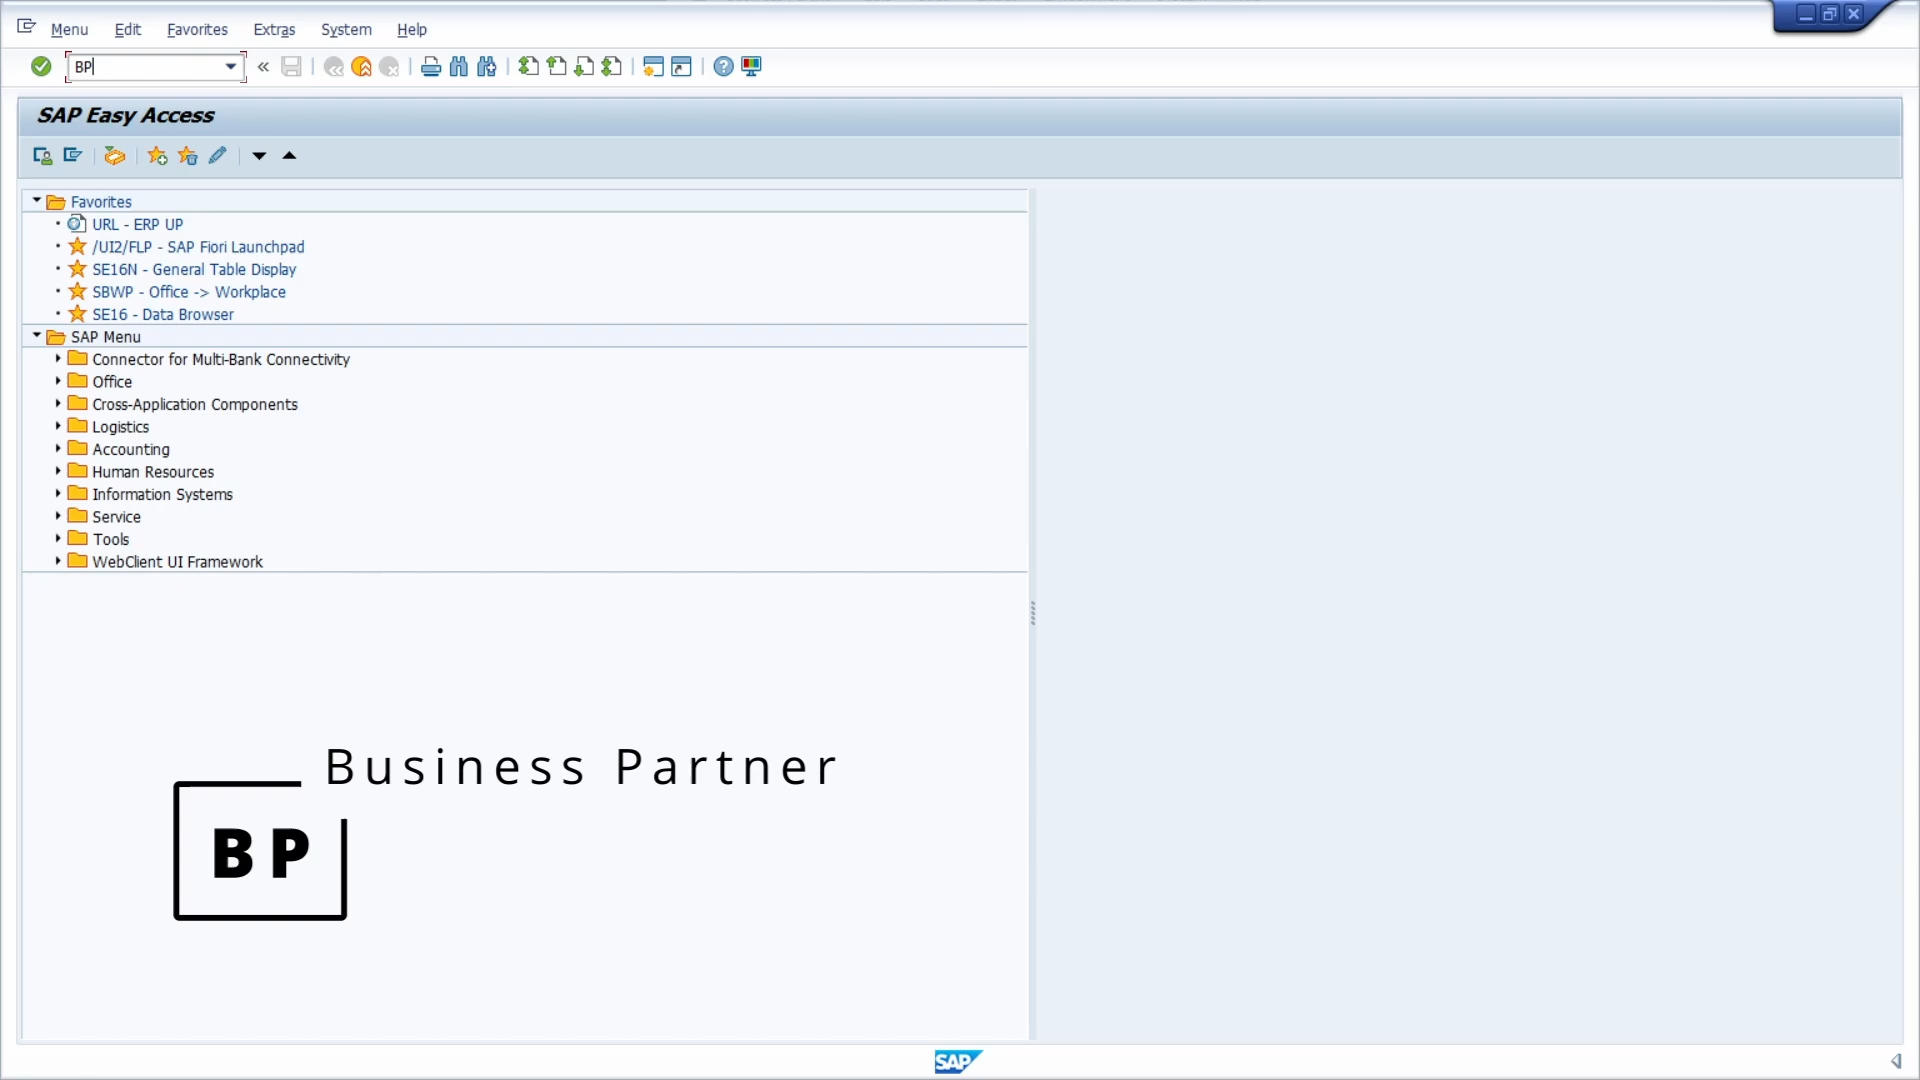 Menu Edit Favorites Extras System Help
BP
SAP Easy Access
Favorites
URL - ERP UP
/UI2/FLP - SAP Fiori Launchpad
SE16N - General Table Display
SBWP - Office -> Workplace
SE16 - Data Browser
SAP Menu
Connector for Multi-Bank Connectivity
Office
Cross-Application Components
Logistics
Accounting
Human Resources
Information Systems
Service
Tools
WebClient UI Framework
Business Partner
BP
SAP